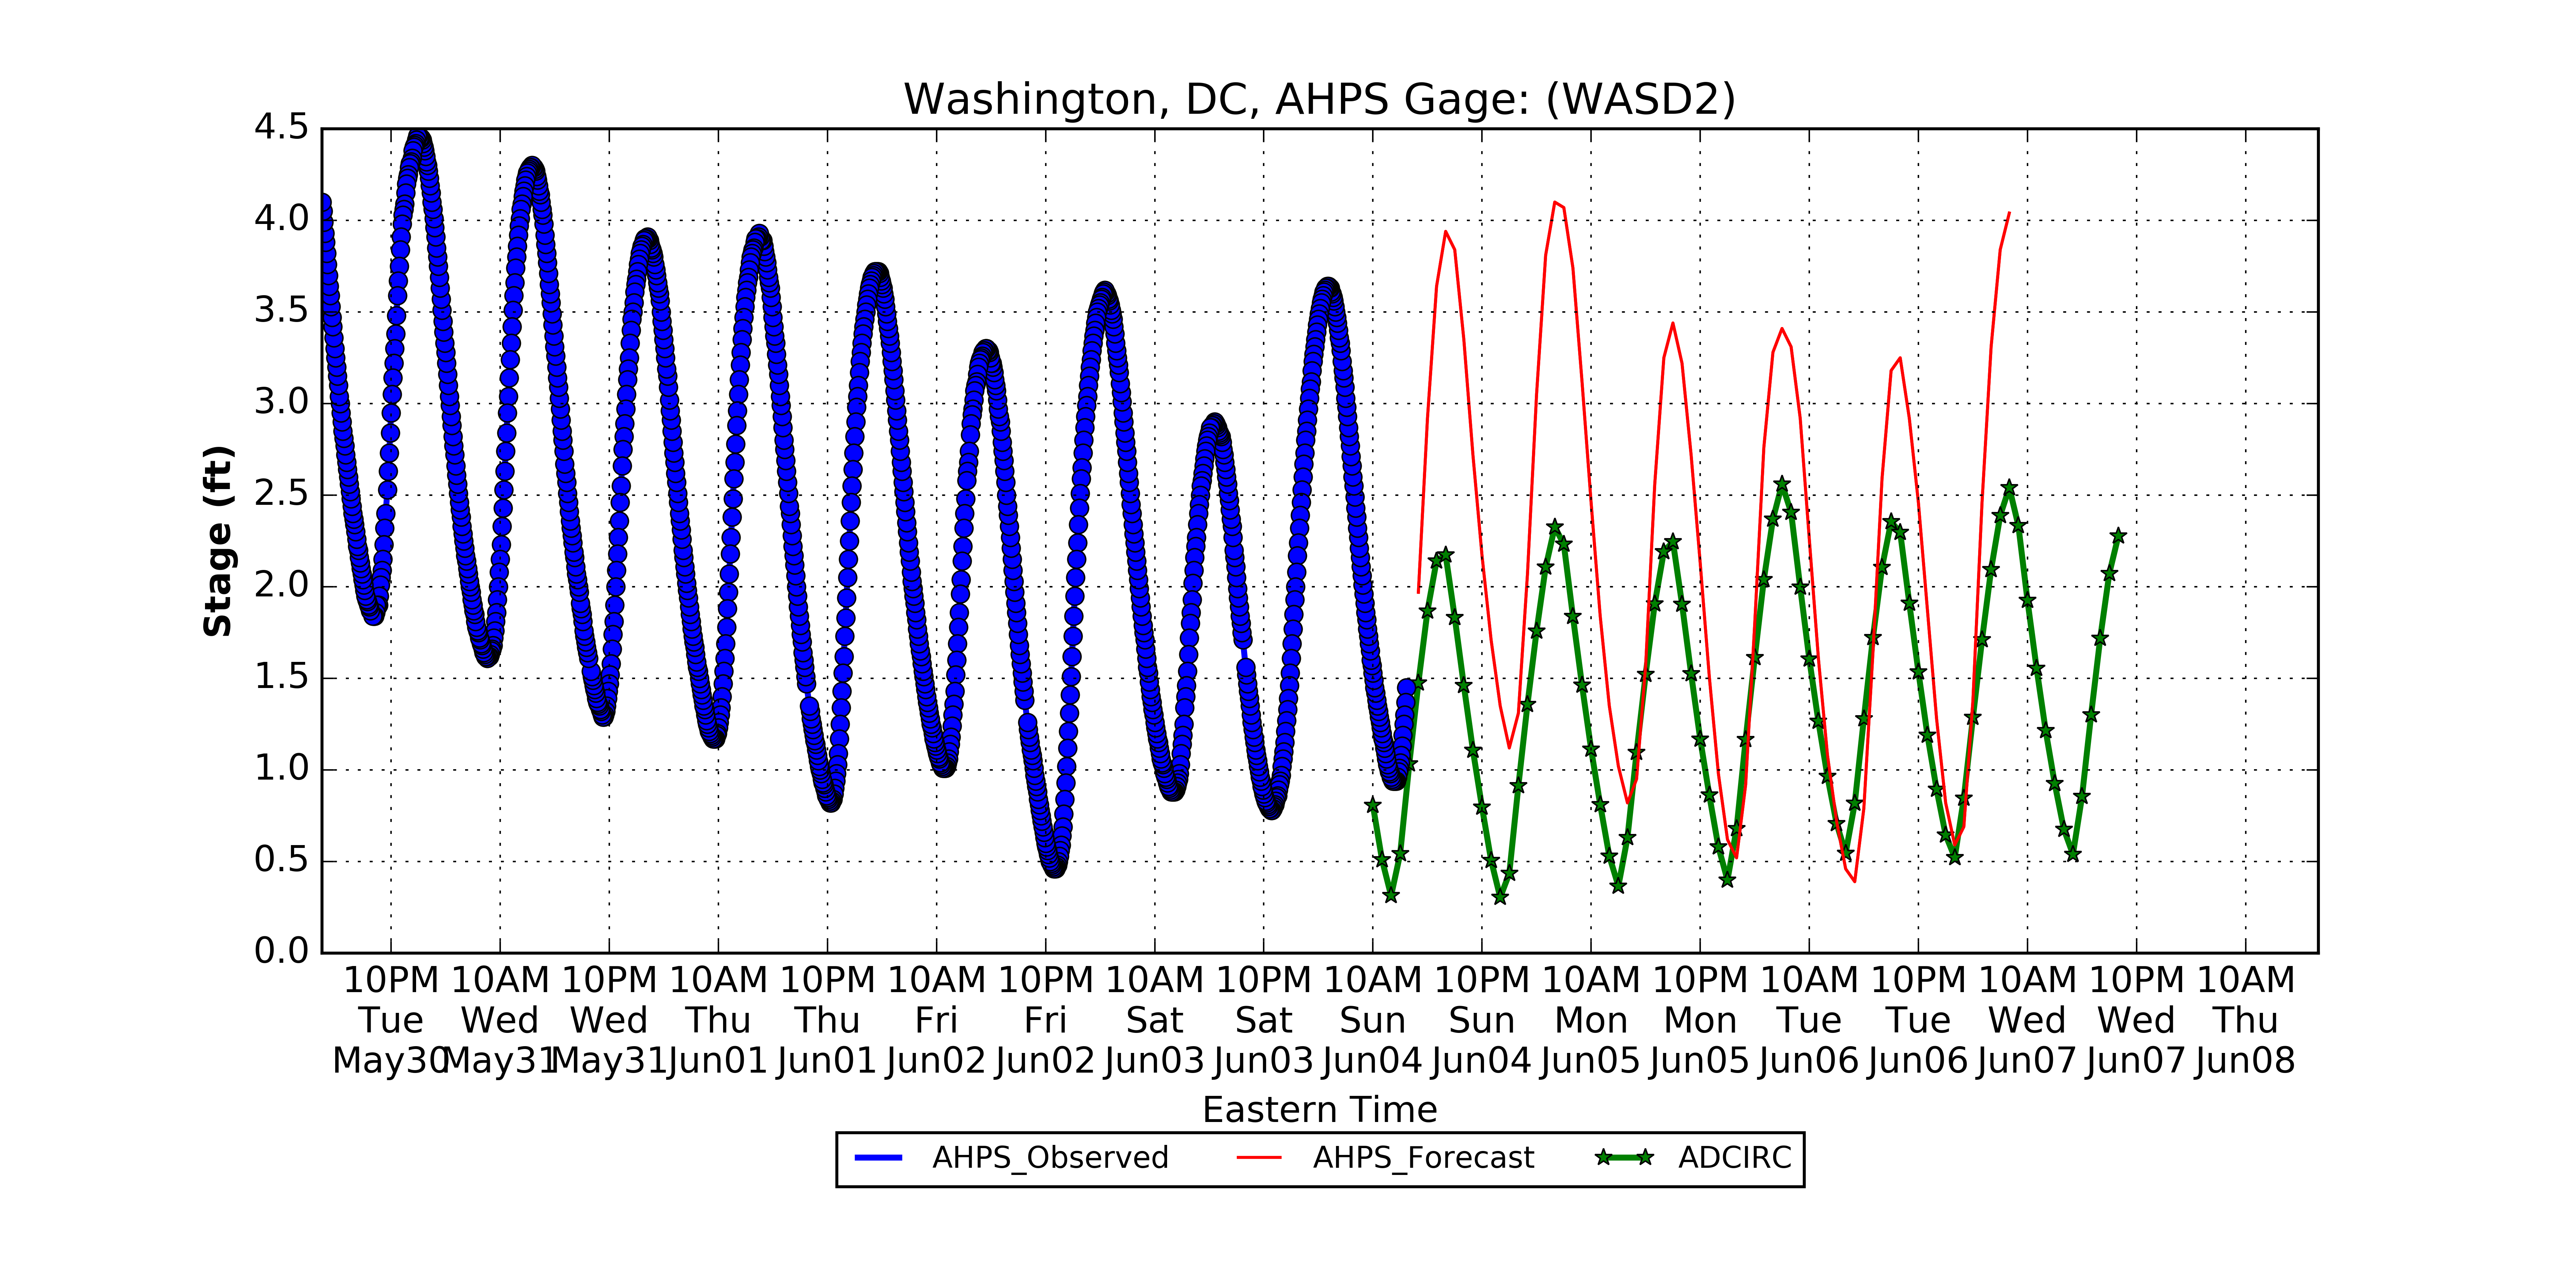 Washington, DC, AHPS Gage: (WASD2)
4.5
4.0
3.5
3.0
2.5
2.0
1.5
1.0
0.5
0.0
Stage (ft)
10PM 10AM 10PM 10AM 10PM 10AM 10PM 10AM 10PM 10AM 10PM 10AM 10PM 10AM 10PM 10AM 10PM 10AM
Tue Wed Wed Thu Thu Fri Fri Sat Sat Sun Sun Mon Mon Tue Tue Wed Wed Thu
May30 May31 May31 Jun01 Jun01 Jun02 Jun02 Jun03 Jun03 Jun04 Jun04 Jun05 Jun05 Jun06 Jun06 Jun07 Jun07 Jun08
Eastern Time
AHPS_Observed AHPS_Forecast ADCIRC